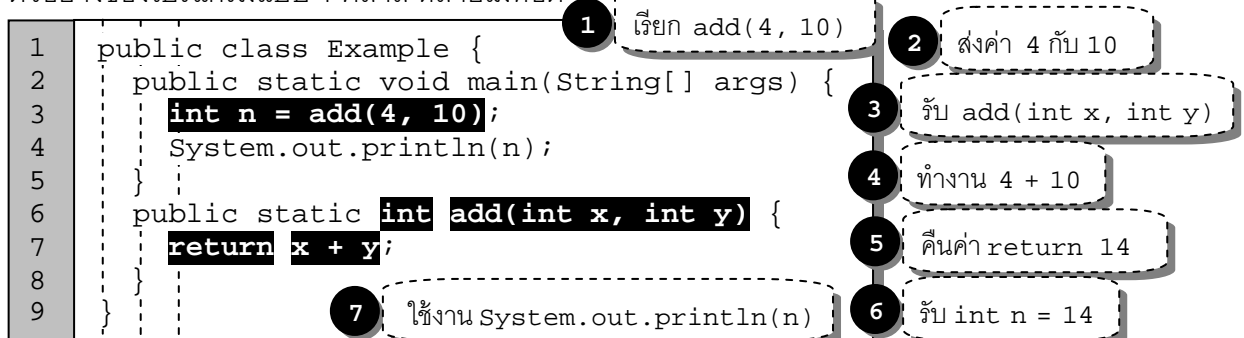 1 เรียก add(4, 10)
2 ส่งค่า 4 กับ 10
1 public class Example {
2 public static void main(String[] args) {
3 int n = add(4, 10);
3 รับ add(int x, int y)
4 System.out.println(n);
4 ทำงาน 4 + 10
5 }
6 public static int add(int x, int y) {
5 คืนค่า return 14
7 return x + y;
8 }
9 }
7 ใช้งาน System.out.println(n)
6 รับ int n = 14